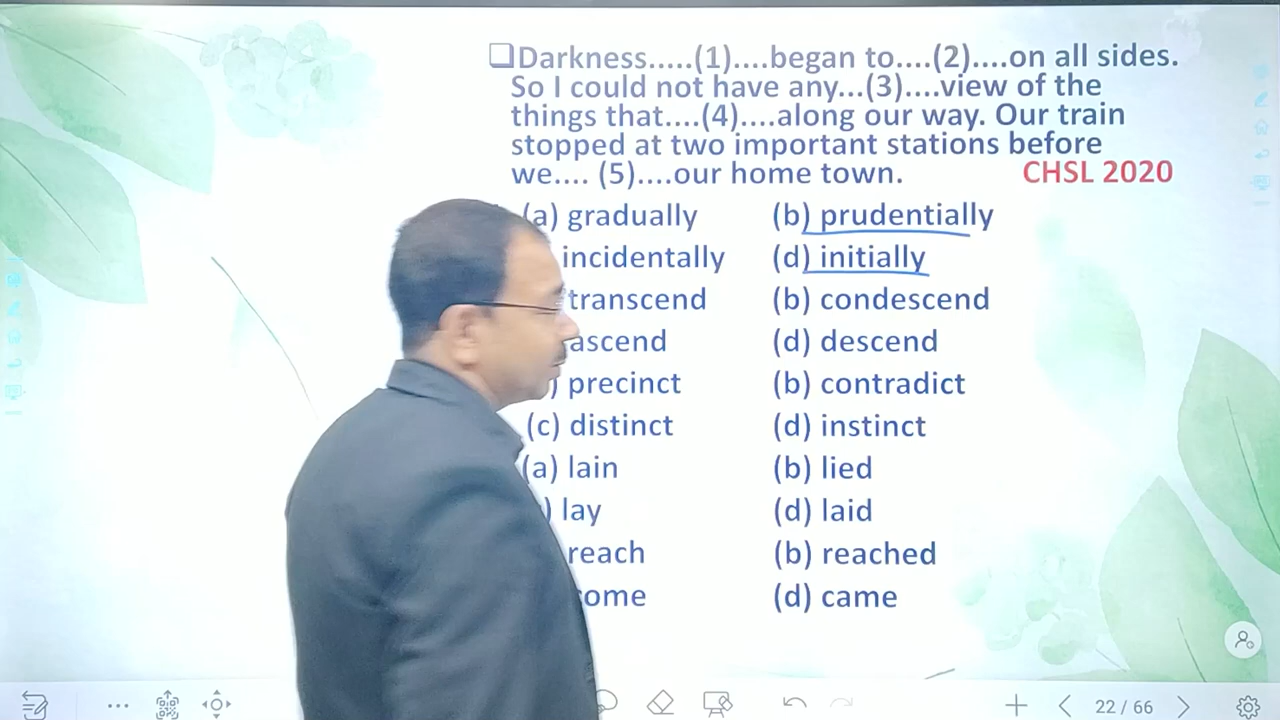 ❑Darkness.....(1)....began to....(2)....on all sides.
So I could not have any...(3)....view of the
things that....(4)....along our way. Our train
stopped at two important stations before
we.... (5)....our home town. CHSL 2020
(a) gradually (b) prudentially
incidentally (d) initially
transcend (b) condescend
ascend (d) descend
) precinct (b) contradict
(c) distinct (d) instinct
(a) lain (b) lied
) lay (d) laid
reach (b) reached
ome (d) came
22 / 66